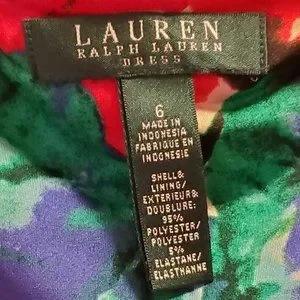 LAUREN
RALPH LAUREN
DRESS
6
MADE IN
INDONESIA
FABRIQUE EN
INDONESIE
SHELL&
LINING/
EXTERIEUR&
DOUBLURE:
95%
POLYESTER/
POLYESTER
5%
ELASTANE/
ELASTHANNE